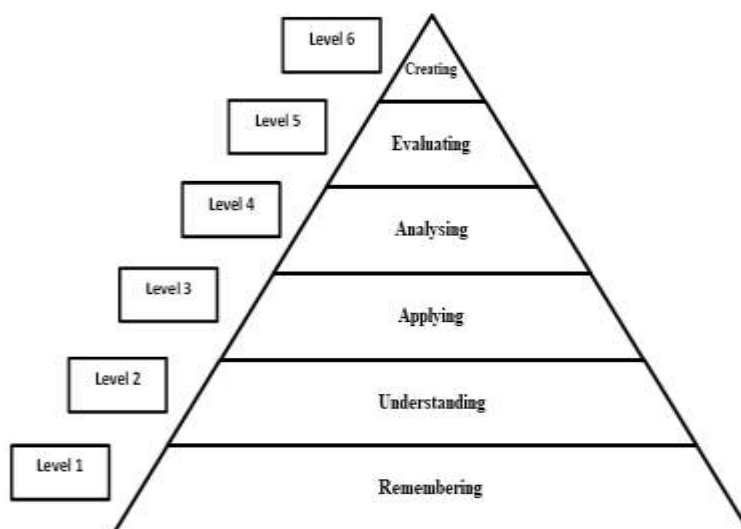 Level 6
Creating
Level 5
Evaluating
Level 4
Analysing
Level 3
Applying
Level 2
Understanding
Level 1
Remembering